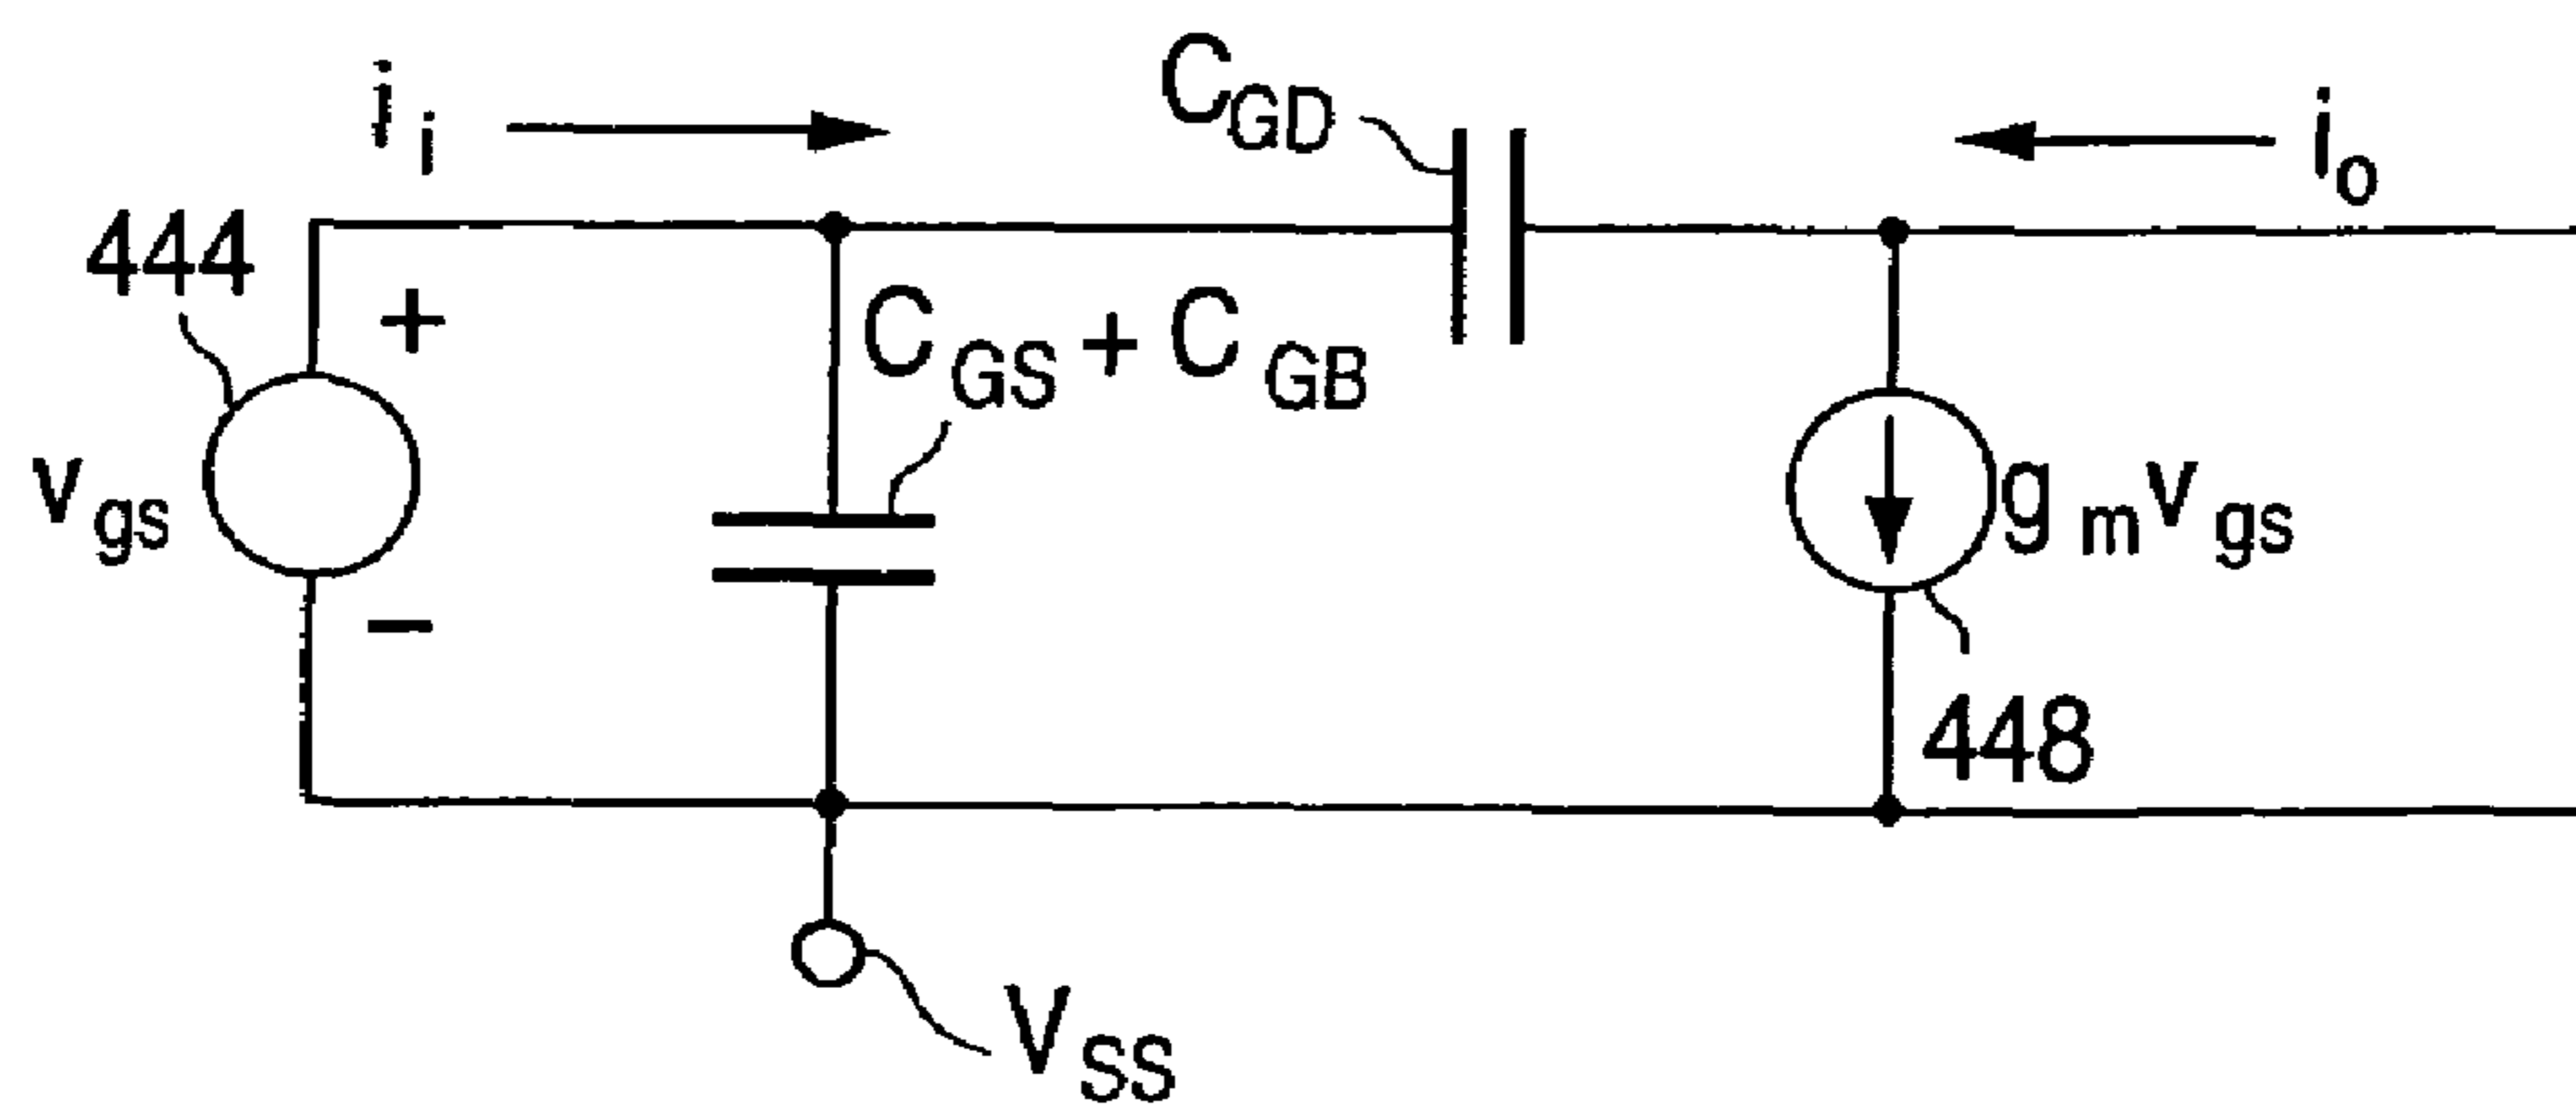 i_i
C_GD
i_o
444
+
C_GS + C_GB
v_gs
g_m v_gs
−
448
V_SS